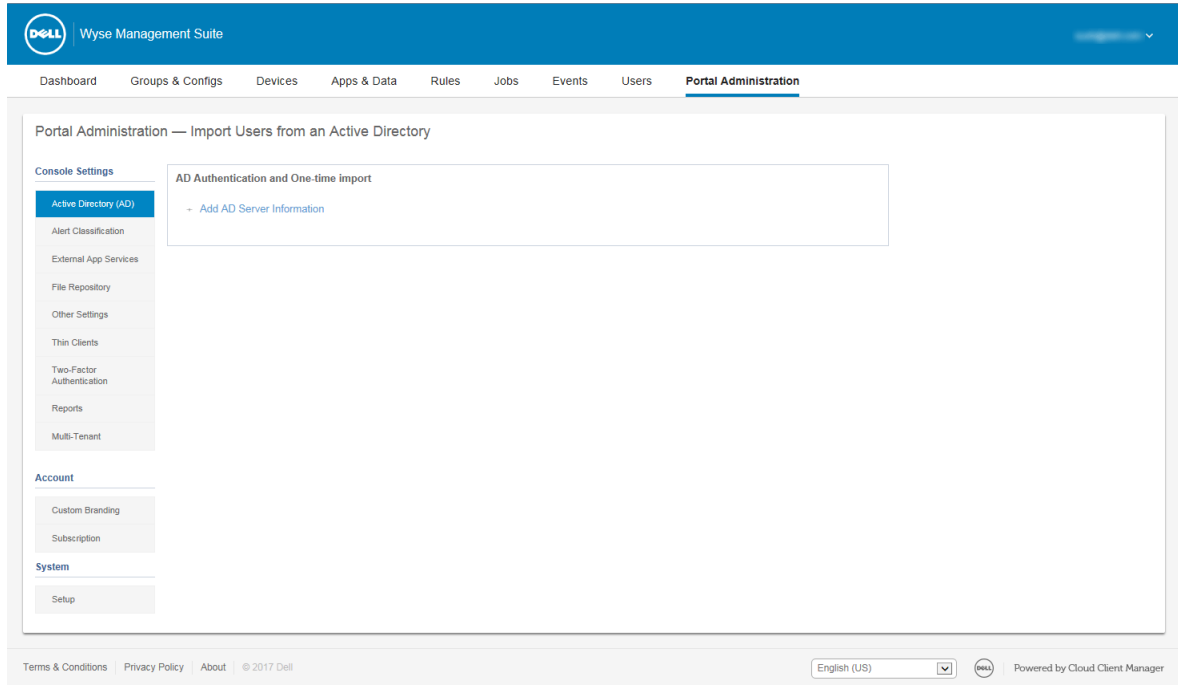 DELL
Wyse Management Suite
Dashboard Groups & Configs Devices Apps & Data Rules Jobs Events Users Portal Administration
Portal Administration — Import Users from an Active Directory
Console Settings
Active Directory (AD)
Alert Classification
External App Services
File Repository
Other Settings
Thin Clients
Two-Factor
Authentication
Reports
Multi-Tenant
Account
Custom Branding
Subscription
System
Setup
AD Authentication and One-time import
+ Add AD Server Information
Terms & Conditions Privacy Policy About © 2017 Dell
English (US)
DELL
Powered by Cloud Client Manager